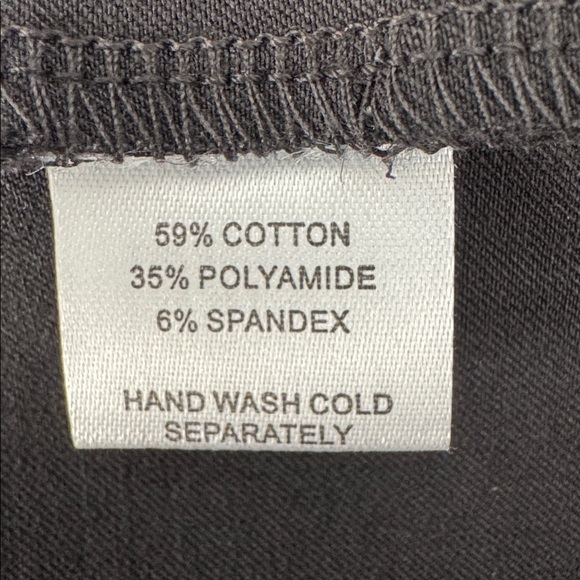 59% COTTON
35% POLYAMIDE
6% SPANDEX
HAND WASH COLD
SEPARATELY